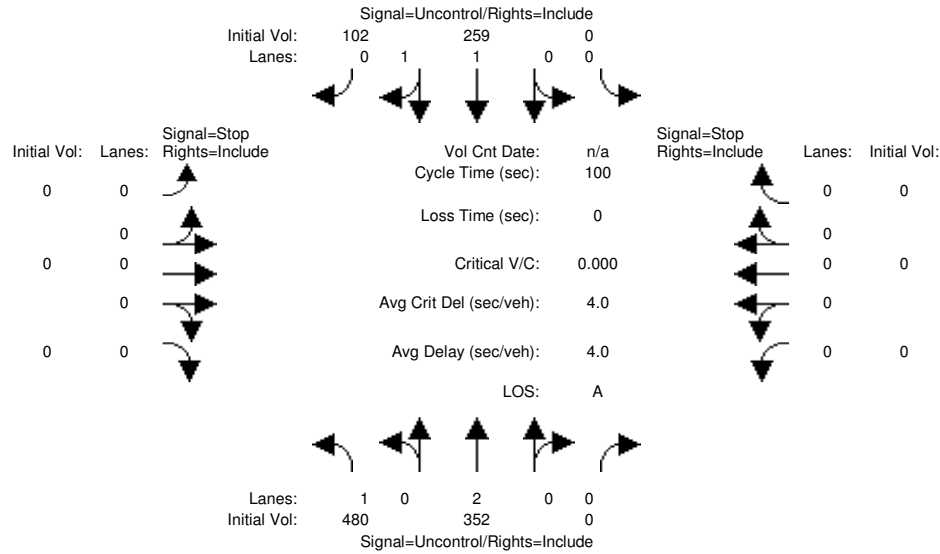 Signal=Uncontrol/Rights=Include
Initial Vol: 102 259 0
Lanes: 0 1 1 0 0
Signal=Stop Signal=Stop
Initial Vol: Lanes: Rights=Include Vol Cnt Date: n/a Rights=Include Lanes: Initial Vol:
Cycle Time (sec): 100
0 0 0 0
Loss Time (sec): 0
0 0
0 0 Critical V/C: 0.000 0 0
0 Avg Crit Del (sec/veh): 4.0 0
0 0 Avg Delay (sec/veh): 4.0 0 0
LOS: A
Lanes: 1 0 2 0 0
Initial Vol: 480 352 0
Signal=Uncontrol/Rights=Include